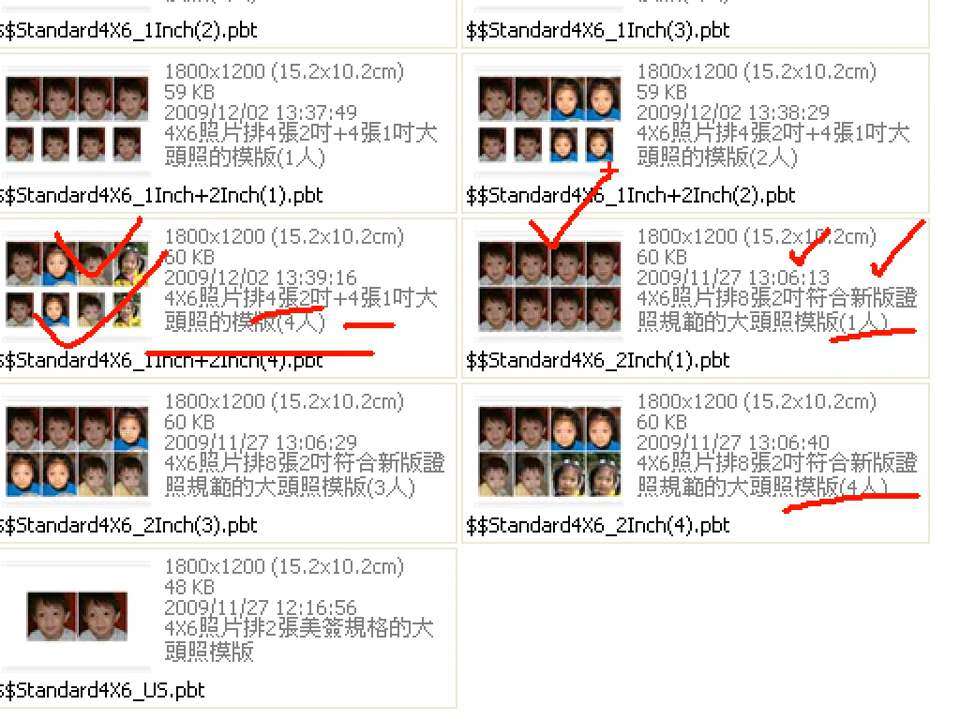 $$Standard4X6_1Inch(2).pbt
$$Standard4X6_1Inch(3).pbt
1800x1200 (15.2x10.2cm)
59 KB
2009/12/02 13:37:49
4X6照片排4張2吋+4張1吋大
頭照的模版(1人)
$$Standard4X6_1Inch+2Inch(1).pbt
1800x1200 (15.2x10.2cm)
59 KB
2009/12/02 13:38:29
4X6照片排4張2吋+4張1吋大
頭照的模版(2人)
$$Standard4X6_1Inch+2Inch(2).pbt
1800x1200 (15.2x10.2cm)
60 KB
2009/12/02 13:39:16
4X6照片排4張2吋+4張1吋大
頭照的模版(4人)
$$Standard4X6_1Inch+2Inch(4).pbt
1800x1200 (15.2x10.2cm)
60 KB
2009/11/27 13:06:13
4X6照片排8張2吋符合新版證
照規範的大頭照模版(1人)
$$Standard4X6_2Inch(1).pbt
1800x1200 (15.2x10.2cm)
60 KB
2009/11/27 13:06:29
4X6照片排8張2吋符合新版證
照規範的大頭照模版(3人)
$$Standard4X6_2Inch(3).pbt
1800x1200 (15.2x10.2cm)
60 KB
2009/11/27 13:06:40
4X6照片排8張2吋符合新版證
照規範的大頭照模版(4人)
$$Standard4X6_2Inch(4).pbt
1800x1200 (15.2x10.2cm)
48 KB
2009/11/27 12:16:56
4X6照片排2張美簽規格的大
頭照模版
$$Standard4X6_US.pbt